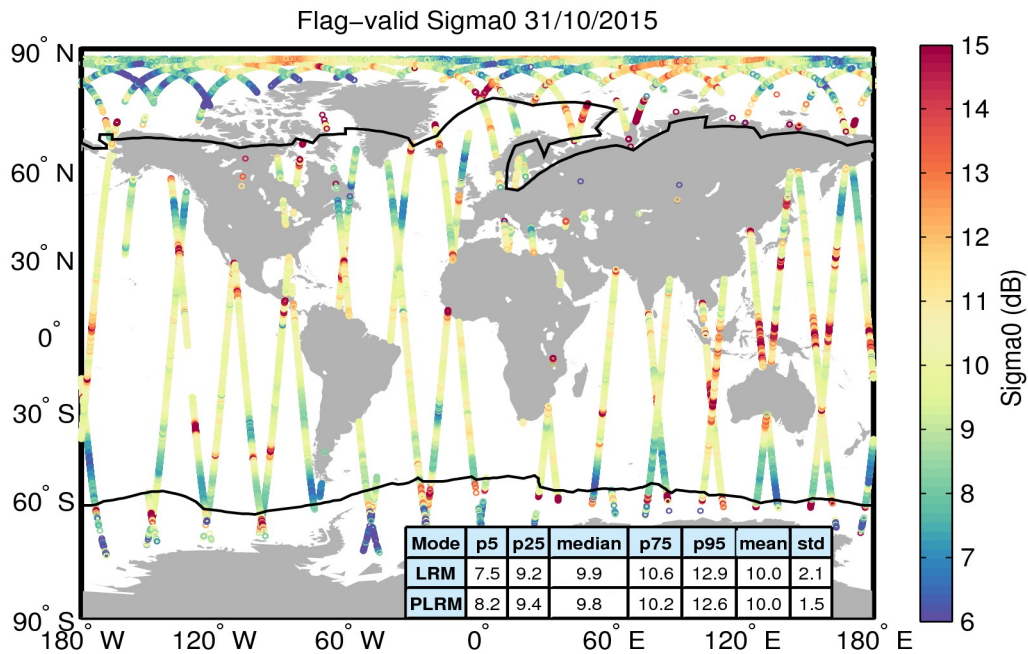 Flag–valid Sigma0 31/10/2015
90° N
60° N
30° N
0°
30° S
60° S
90° S
180° W
120° W
60° W
0°
60° E
120° E
180° E
15
14
13
12
11
10
9
8
7
6
Sigma0 (dB)
Mode p5 p25 median p75 p95 mean std
LRM 7.5 9.2 9.9 10.6 12.9 10.0 2.1
PLRM 8.2 9.4 9.8 10.2 12.6 10.0 1.5